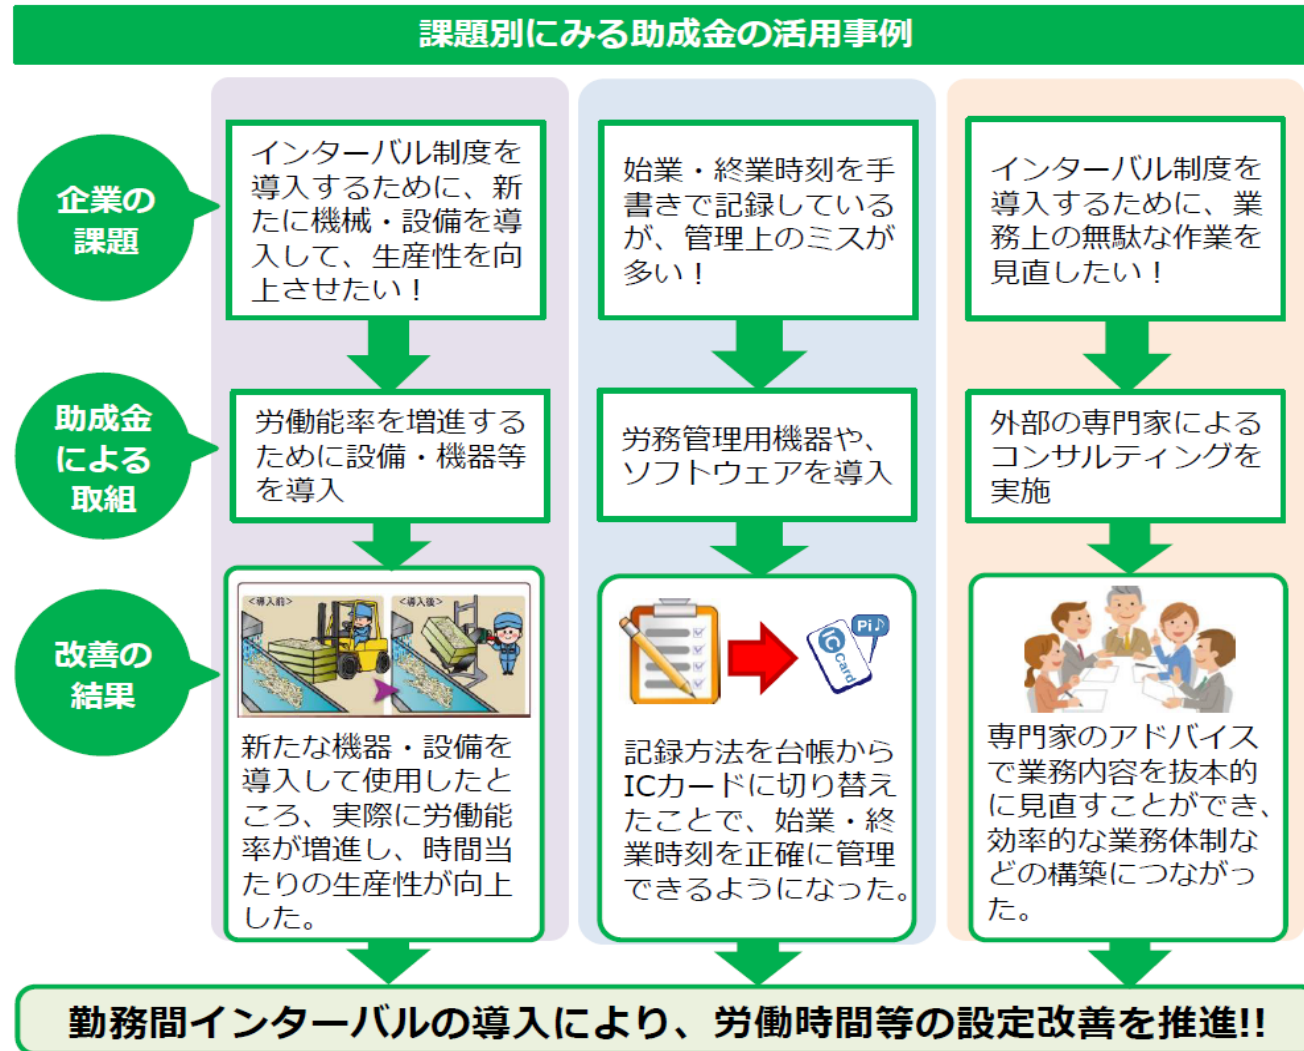 課題別にみる助成金の活用事例
企業の
課題
インターバル制度を
導入するために、新
たに機械・設備を導
入して、生産性を向
上させたい！
始業・終業時刻を手
書きで記録している
が、管理上のミスが
多い！
インターバル制度を
導入するために、業
務上の無駄な作業を
見直したい！
助成金
による
取組
労働能率を増進する
ために設備・機器等
を導入
労務管理用機器や、
ソフトウェアを導入
外部の専門家による
コンサルティングを
実施
改善の
結果
<導入前>
<導入後>
新たな機器・設備を
導入して使用したと
ころ、実際に労働能
率が増進し、時間当
たりの生産性が向上
した。
IC
Card
Pi♪
記録方法を台帳から
ICカードに切り替え
たことで、始業・終
業時刻を正確に管理
できるようになった。
専門家のアドバイス
で業務内容を抜本的
に見直すことができ、
効率的な業務体制な
どの構築につながっ
た。
勤務間インターバルの導入により、労働時間等の設定改善を推進!!